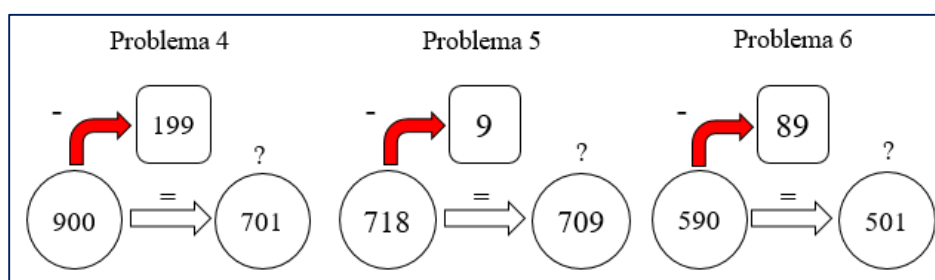 Problema 4 Problema 5 Problema 6
- 199 - 9 - 89
? ? ?
900 = 701 718 = 709 590 = 501